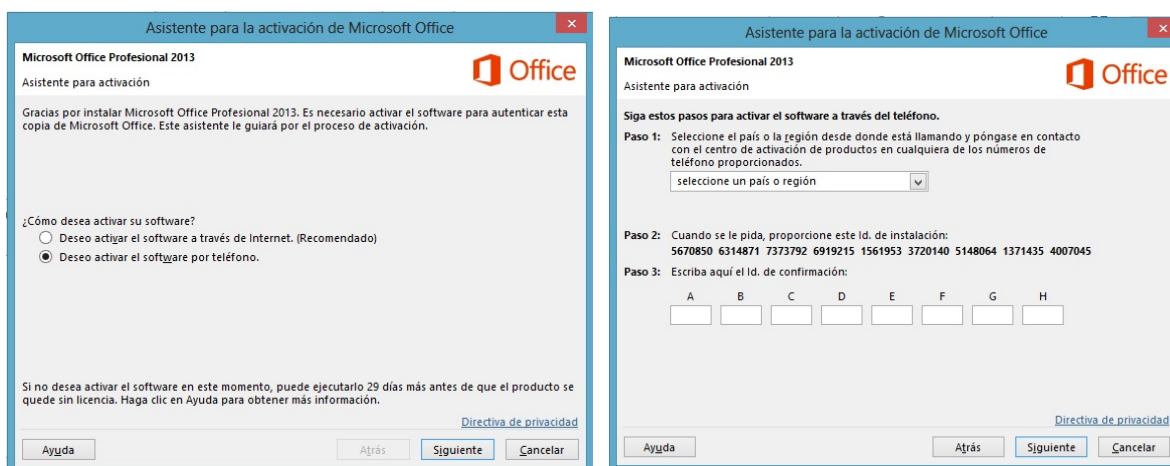 Asistente para la activación de Microsoft Office
Microsoft Office Profesional 2013
Asistente para activación
Office
Gracias por instalar Microsoft Office Profesional 2013. Es necesario activar el software para autenticar esta
copia de Microsoft Office. Este asistente le guiará por el proceso de activación.
¿Cómo desea activar su software?
Deseo activar el software a través de Internet. (Recomendado)
Deseo activar el software por teléfono.
Si no desea activar el software en este momento, puede ejecutarlo 29 días más antes de que el producto se
quede sin licencia. Haga clic en Ayuda para obtener más información.
Directiva de privacidad
Ayuda Atrás Siguiente Cancelar
Asistente para la activación de Microsoft Office
Microsoft Office Profesional 2013
Asistente para activación
Office
Siga estos pasos para activar el software a través del teléfono.
Paso 1: Seleccione el país o la región desde donde está llamando y póngase en contacto
con el centro de activación de productos en cualquiera de los números de
teléfono proporcionados.
seleccione un país o región
Paso 2: Cuando se le pida, proporcione este Id. de instalación:
5670850 6314871 7373792 6919215 1561953 3720140 5148064 1371435 4007045
Paso 3: Escriba aquí el Id. de confirmación:
A B C D E F G H
Directiva de privacidad
Ayuda Atrás Siguiente Cancelar